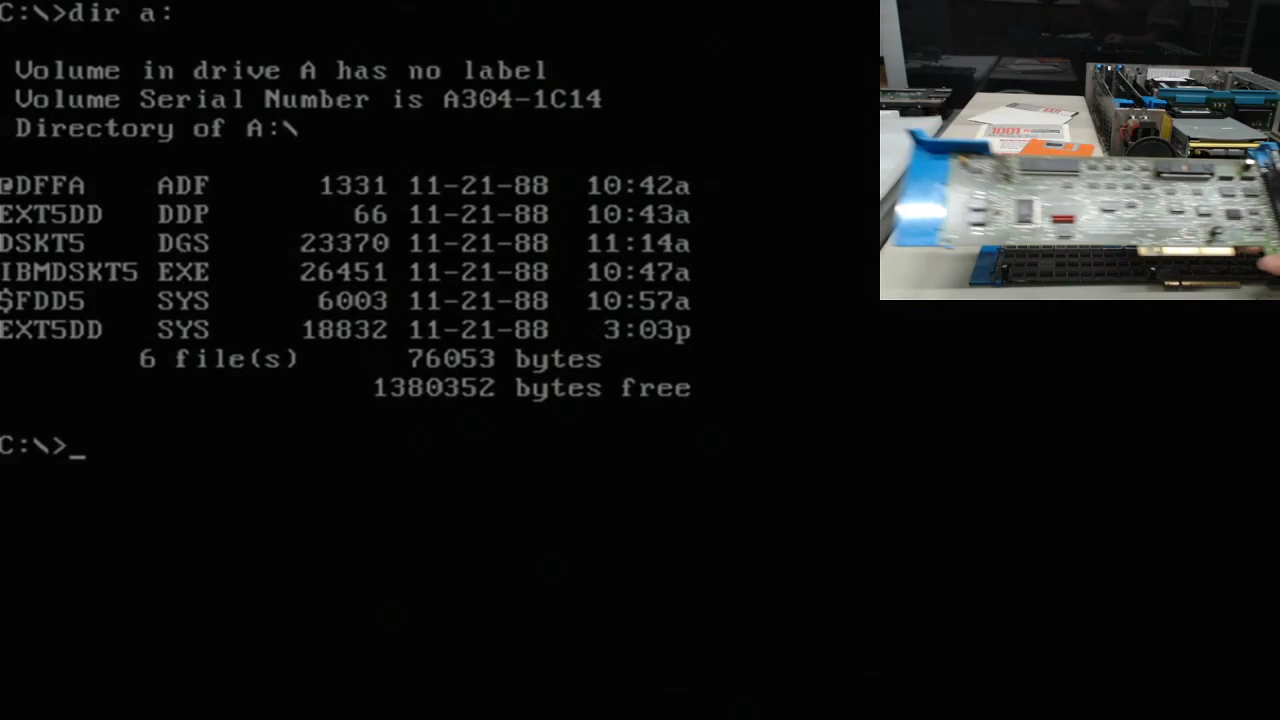 C:\>dir a:
Volume in drive A has no label
Volume Serial Number is A304-1C14
Directory of A:\
@DFFA ADF 1331 11-21-88 10:42a
EXT5DD DDP 66 11-21-88 10:43a
DSKT5 DGS 23370 11-21-88 11:14a
IBMDSKT5 EXE 26451 11-21-88 10:47a
$FDD5 SYS 6003 11-21-88 10:57a
EXT5DD SYS 18832 11-21-88 3:03p
6 file(s) 76053 bytes
1380352 bytes free
C:\>_